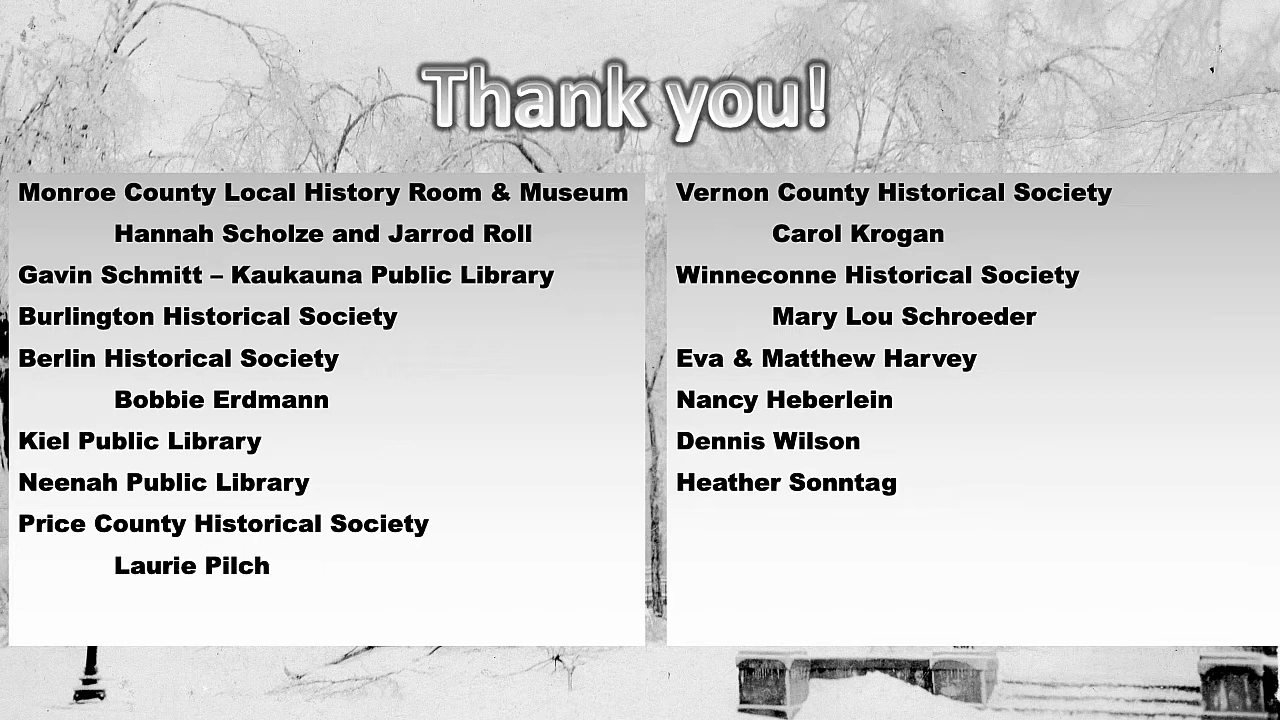 Thank you!
Monroe County Local History Room & Museum
Hannah Scholze and Jarrod Roll
Gavin Schmitt – Kaukauna Public Library
Burlington Historical Society
Berlin Historical Society
Bobbie Erdmann
Kiel Public Library
Neenah Public Library
Price County Historical Society
Laurie Pilch
Vernon County Historical Society
Carol Krogan
Winneconne Historical Society
Mary Lou Schroeder
Eva & Matthew Harvey
Nancy Heberlein
Dennis Wilson
Heather Sonntag